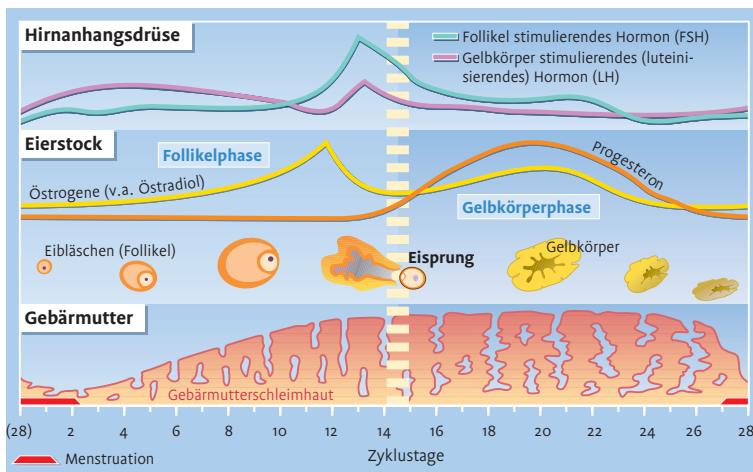 Hirnanhangsdrüse
Follikel stimulierendes Hormon (FSH)
Gelbkörper stimulierendes (luteini-
sierendes) Hormon (LH)
Eierstock
Follikelphase
Östrogene (v.a. Östradiol)
Progesteron
Gelbkörperphase
Eibläschen (Follikel)
Eisprung
Gelbkörper
Gebärmutter
Gebärmutterschleimhaut
(28) 2 4 6 8 10 12 14 16 18 20 22 24 26 28
Menstruation
Zyklustage